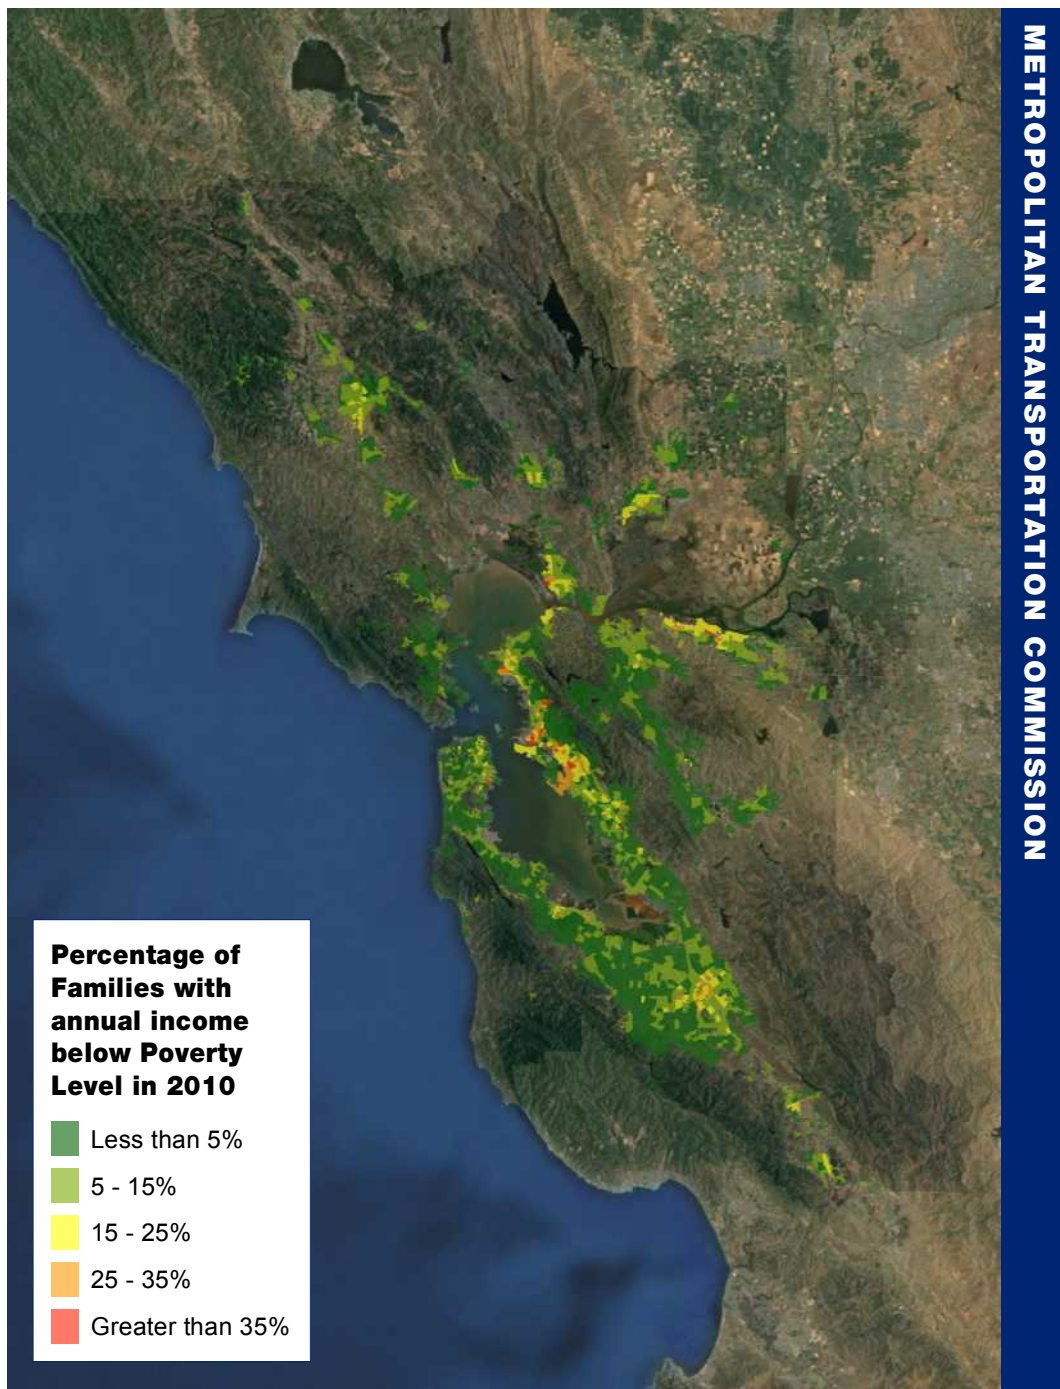 METROPOLITAN TRANSPORTATION COMMISSION
Percentage of
Families with
annual income
below Poverty
Level in 2010
Less than 5%
5 - 15%
15 - 25%
25 - 35%
Greater than 35%